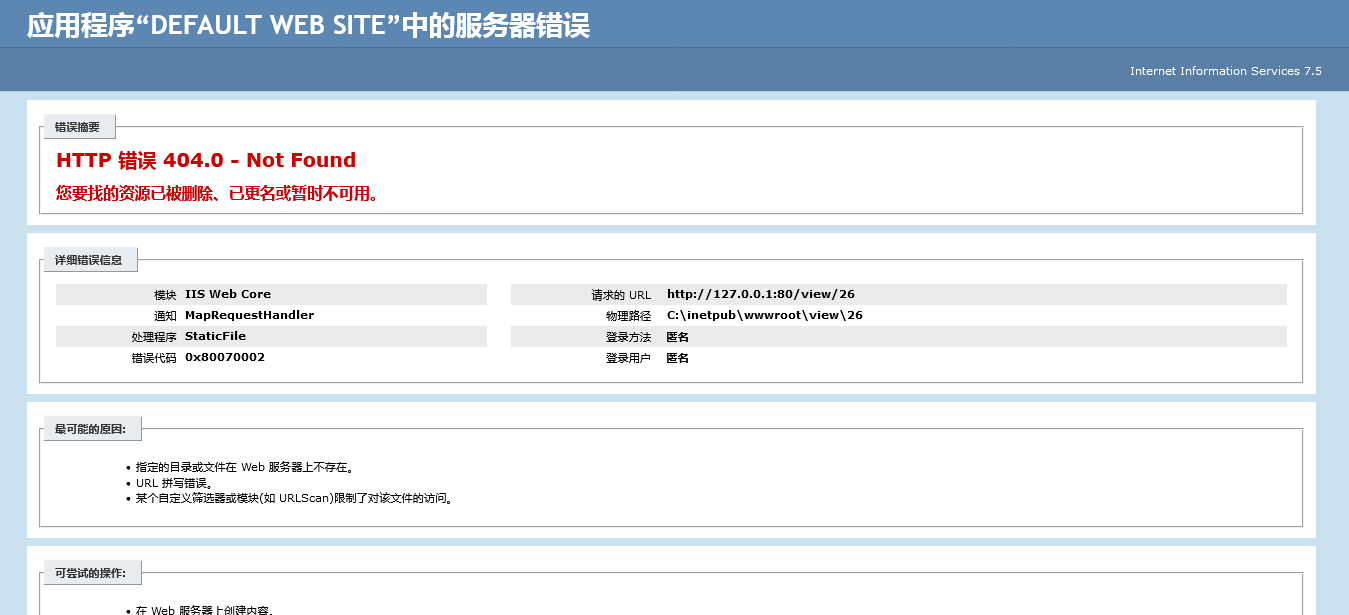 应用程序“DEFAULT WEB SITE”中的服务器错误
Internet Information Services 7.5
错误摘要
HTTP 错误 404.0 - Not Found
您要找的资源已被删除、已更名或暂时不可用。
详细错误信息
模块 IIS Web Core
通知 MapRequestHandler
处理程序 StaticFile
错误代码 0x80070002
请求的 URL http://127.0.0.1:80/view/26
物理路径 C:\inetpub\wwwroot\view\26
登录方法 匿名
登录用户 匿名
最可能的原因:
• 指定的目录或文件在 Web 服务器上不存在。
• URL 拼写错误。
• 某个自定义筛选器或模块(如 URLScan)限制了对该文件的访问。
可尝试的操作:
• 在 Web 服务器上创建内容。